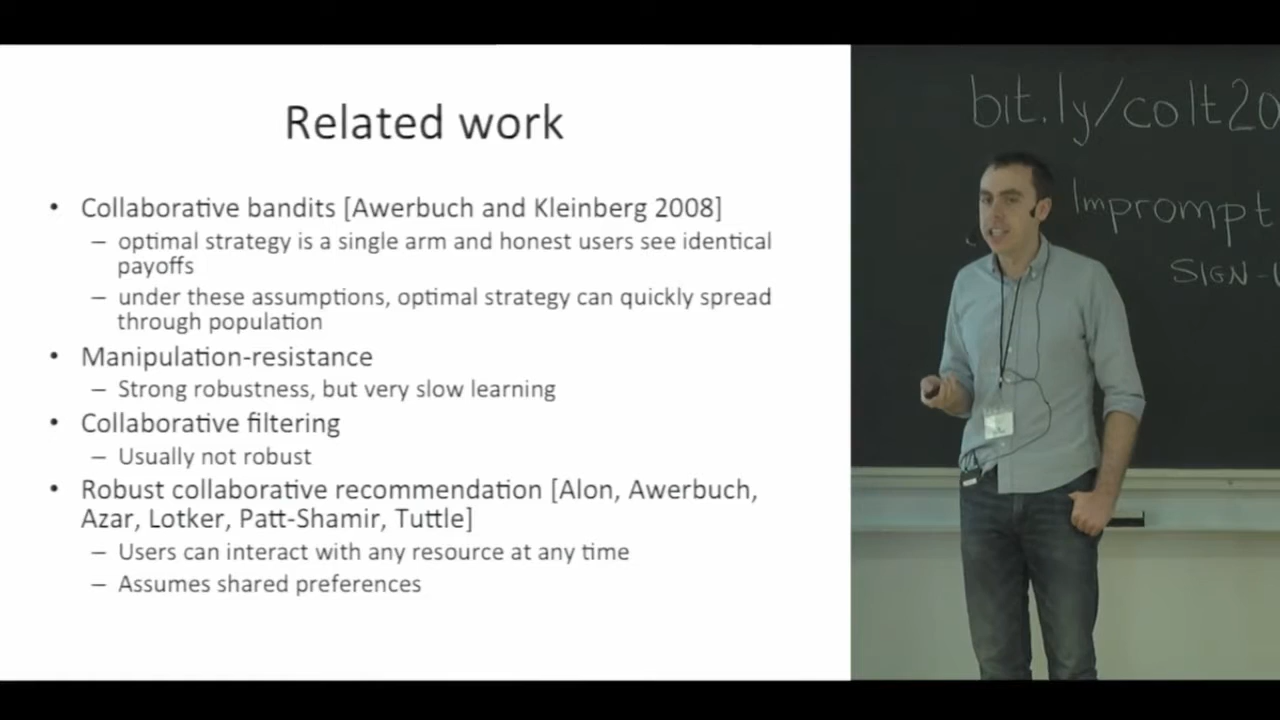 Related work
• Collaborative bandits [Awerbuch and Kleinberg 2008]
– optimal strategy is a single arm and honest users see identical
payoffs
– under these assumptions, optimal strategy can quickly spread
through population
• Manipulation-resistance
– Strong robustness, but very slow learning
• Collaborative filtering
– Usually not robust
• Robust collaborative recommendation [Alon, Awerbuch,
Azar, Lotker, Patt-Shamir, Tuttle]
– Users can interact with any resource at any time
– Assumes shared preferences
bit.ly/colt20
Imprompt
SIGN-U